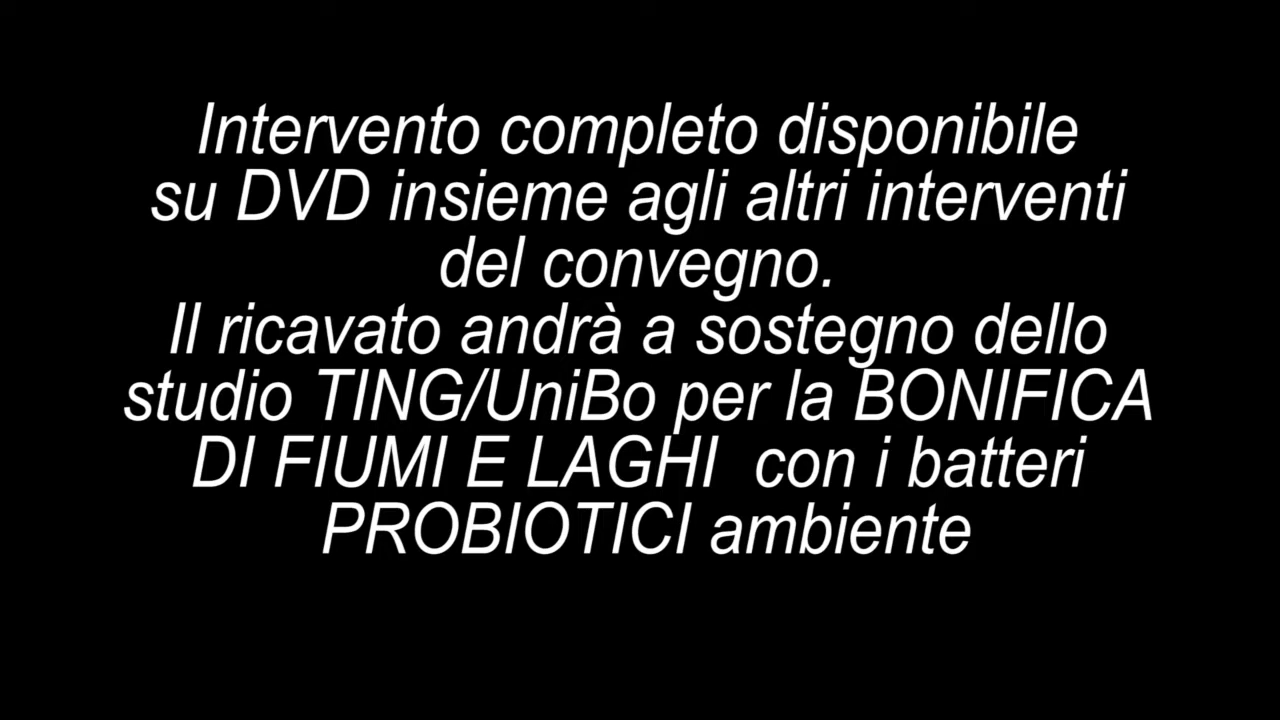 Intervento completo disponibile
su DVD insieme agli altri interventi
del convegno.
Il ricavato andrà a sostegno dello
studio TING/UniBo per la BONIFICA
DI FIUMI E LAGHI  con i batteri
PROBIOTICI ambiente